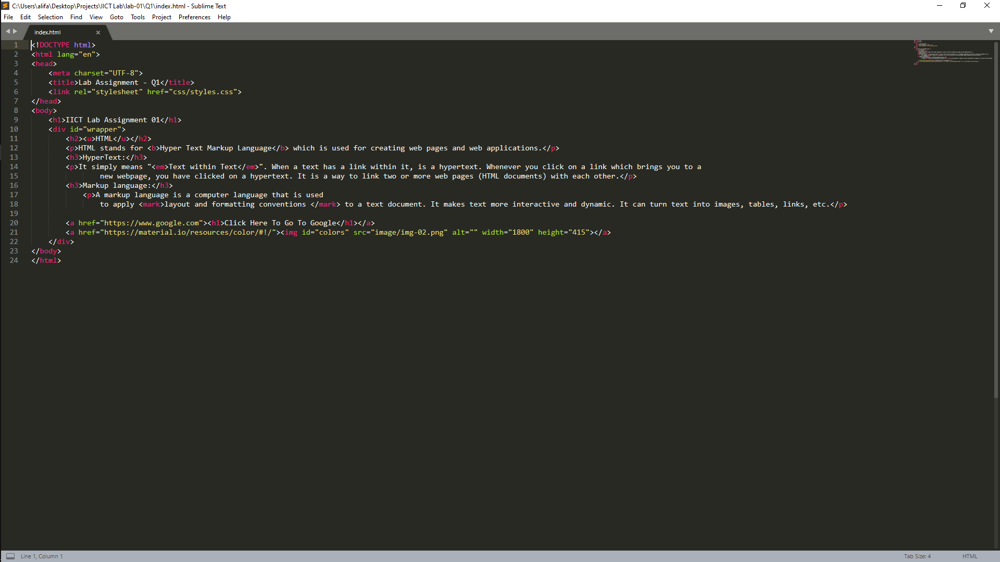 C:\Users\alifa\Desktop\Projects\IICT Lab\lab-01\Q1\index.html - Sublime Text
File Edit Selection Find View Goto Tools Project Preferences Help
index.html
1 <!DOCTYPE html>
2 <html lang="en">
3 <head>
4     <meta charset="UTF-8">
5     <title>Lab Assignment - Q1</title>
6     <link rel="stylesheet" href="css/styles.css">
7 </head>
8 <body>
9     <h1>IICT Lab Assignment 01</h1>
10     <div id="wrapper">
11         <h2><u>HTML</u></h2>
12         <p>HTML stands for <b>Hyper Text Markup Language</b> which is used for creating web pages and web applications.</p>
13         <h3>HyperText:</h3>
14         <p>It simply means "<em>Text within Text</em>". When a text has a link within it, is a hypertext. Whenever you click on a link which brings you to a
15                 new webpage, you have clicked on a hypertext. It is a way to link two or more web pages (HTML documents) with each other.</p>
16         <h3>Markup language:</h3>
17             <p>A markup language is a computer language that is used
18                 to apply <mark>layout and formatting conventions </mark> to a text document. It makes text more interactive and dynamic. It can turn text into images, tables, links, etc.</p>
19
20         <a href="https://www.google.com"><h1>Click Here To Go To Google</h1></a>
21         <a href="https://material.io/resources/color/#!/"><img id="colors" src="image/img-02.png" alt="" width="1800" height="415"></a>
22     </div>
23 </body>
24 </html>
Line 1, Column 1 Tab Size: 4 HTML